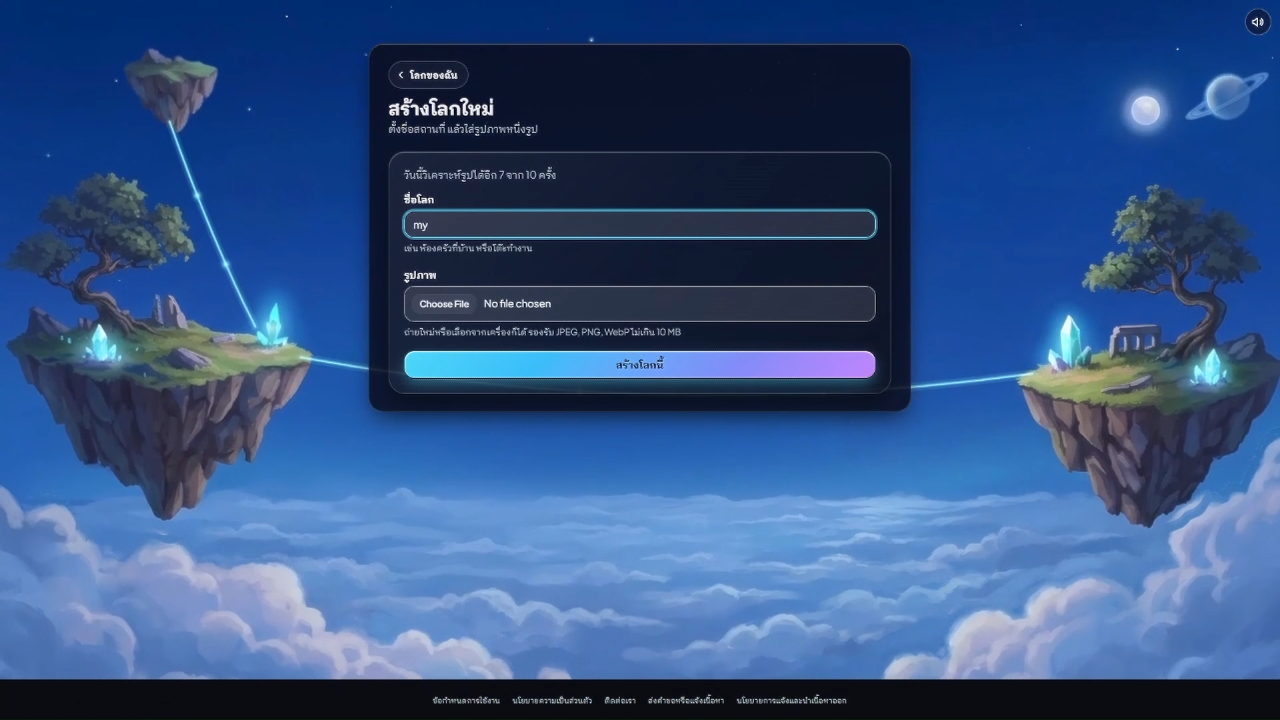 โลกของฉัน
สร้างโลกใหม่
ตั้งชื่อสถานที่ แล้วใส่รูปภาพหนึ่งรูป
วันนี้วิเคราะห์รูปได้อีก 7 จาก 10 ครั้ง
ชื่อโลก
my
เช่น ห้องครัวที่บ้าน หรือโต๊ะทำงาน
รูปภาพ
Choose File No file chosen
ถ่ายใหม่หรือเลือกจากเครื่องก็ได้ รองรับ JPEG, PNG, WebP ไม่เกิน 10 MB
สร้างโลกนี้
ข้อกำหนดการใช้งาน นโยบายความเป็นส่วนตัว ติดต่อเรา ส่งคำขอหรือแจ้งเนื้อหา นโยบายการแจ้งและนำเนื้อหาออก